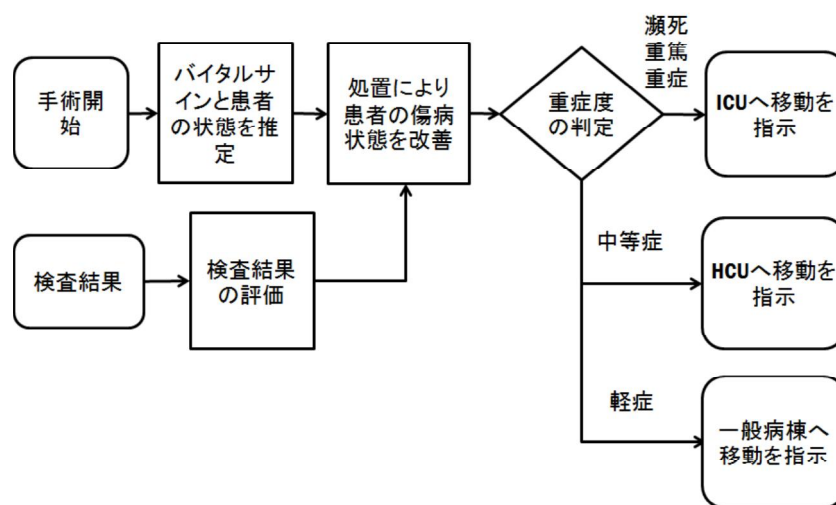 手術開
始
バイタルサ
インと患者
の状態を推
定
処置により
患者の傷病
状態を改善
重症度
の判定
瀕死
重篤
重症
ICUへ移動を
指示
検査結果
検査結果
の評価
中等症
HCUへ移動を
指示
軽症
一般病棟へ
移動を指示